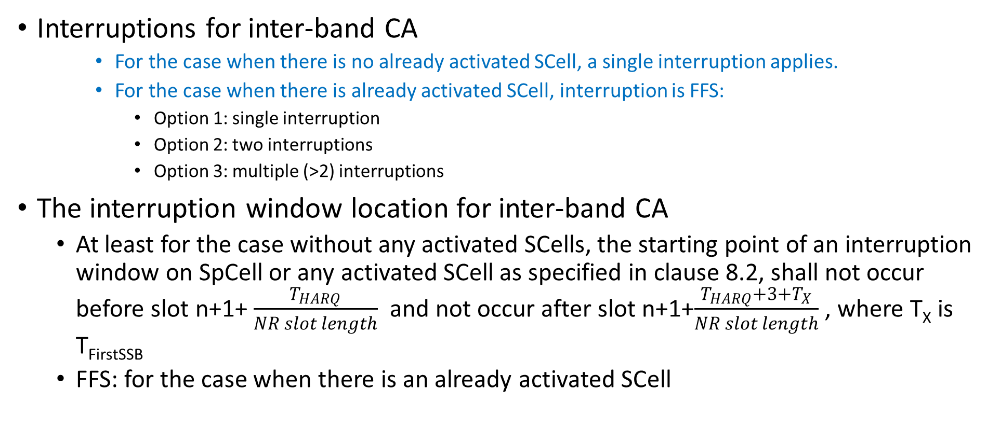 • Interruptions for inter-band CA
• For the case when there is no already activated SCell, a single interruption applies.
• For the case when there is already activated SCell, interruption is FFS:
• Option 1: single interruption
• Option 2: two interruptions
• Option 3: multiple (>2) interruptions
• The interruption window location for inter-band CA
• At least for the case without any activated SCells, the starting point of an interruption
window on SpCell or any activated SCell as specified in clause 8.2, shall not occur
before slot n+1+ \frac{T_{HARQ}}{NR slot length} and not occur after slot n+1+\frac{T_{HARQ}+3+T_X}{NR slot length} , where T_X is
T_{FirstSSB}
• FFS: for the case when there is an already activated SCell